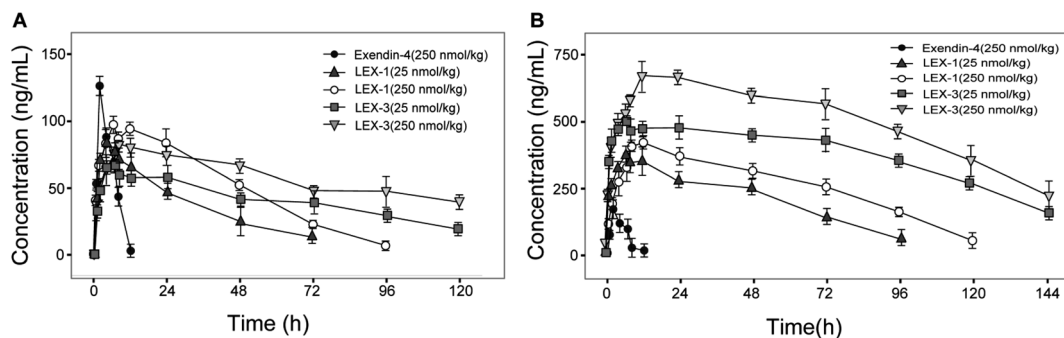 A
Concentration (ng/mL)
150
100
50
0
Exendin-4(250 nmol/kg)
LEX-1(25 nmol/kg)
LEX-1(250 nmol/kg)
LEX-3(25 nmol/kg)
LEX-3(250 nmol/kg)
0 24 48 72 96 120
Time (h)
B
Concentration (ng/mL)
750
500
250
0
Exendin-4(250 nmol/kg)
LEX-1(25 nmol/kg)
LEX-1(250 nmol/kg)
LEX-3(25 nmol/kg)
LEX-3(250 nmol/kg)
0 24 48 72 96 120 144
Time(h)